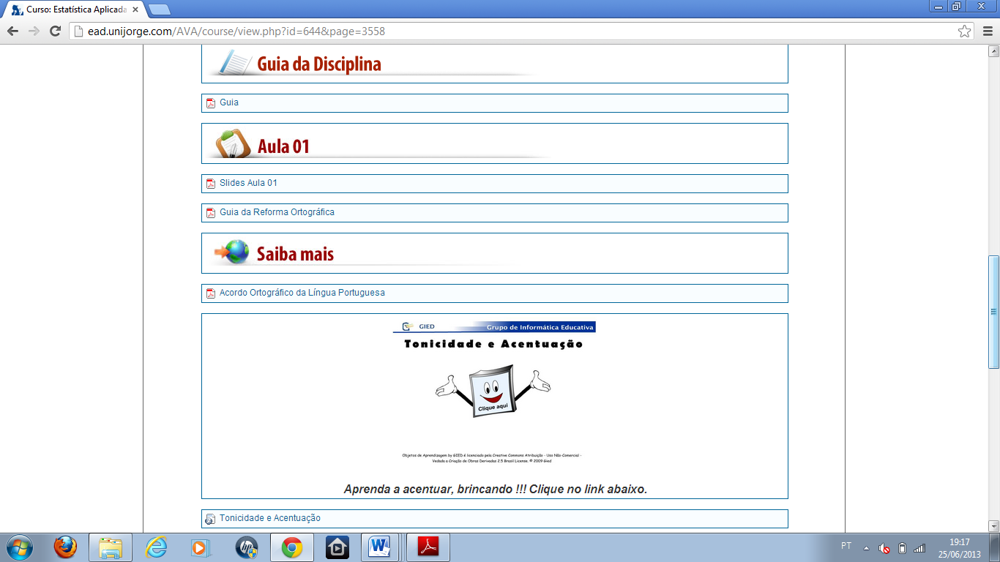 Curso: Estatística Aplicada
ead.unijorge.com/AVA/course/view.php?id=644&page=3558
Guia da Disciplina
Guia
Aula 01
Slides Aula 01
Guia da Reforma Ortográfica
Saiba mais
Acordo Ortográfico da Língua Portuguesa
GIED Grupo de Informática Educativa
Tonicidade e Acentuação
Clique aqui
Objetos de Aprendizagem by GIED é licenciado pela Creative Commons Atribuição - Uso Não-Comercial -
Vedada a Criação de Obras Derivadas 2.5 Brasil License. © 2009 Gied
Aprenda a acentuar, brincando !!! Clique no link abaixo.
Tonicidade e Acentuação
PT
19:17
25/06/2013